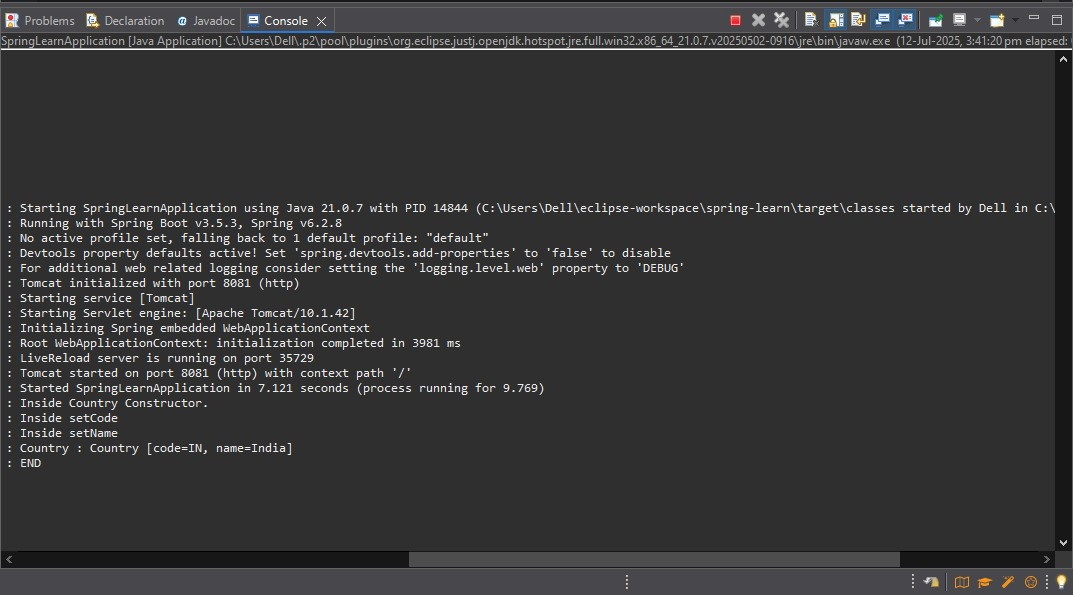 Problems Declaration Javadoc Console
SpringLearnApplication [Java Application] C:\Users\Dell\.p2\pool\plugins\org.eclipse.justj.openjdk.hotspot.jre.full.win32.x86_64_21.0.7.v20250502-0916\jre\bin\javaw.exe (12-Jul-2025, 3:41:20 pm elapsed:
: Starting SpringLearnApplication using Java 21.0.7 with PID 14844 (C:\Users\Dell\eclipse-workspace\spring-learn\target\classes started by Dell in C:\
: Running with Spring Boot v3.5.3, Spring v6.2.8
: No active profile set, falling back to 1 default profile: "default"
: Devtools property defaults active! Set 'spring.devtools.add-properties' to 'false' to disable
: For additional web related logging consider setting the 'logging.level.web' property to 'DEBUG'
: Tomcat initialized with port 8081 (http)
: Starting service [Tomcat]
: Starting Servlet engine: [Apache Tomcat/10.1.42]
: Initializing Spring embedded WebApplicationContext
: Root WebApplicationContext: initialization completed in 3981 ms
: LiveReload server is running on port 35729
: Tomcat started on port 8081 (http) with context path '/'
: Started SpringLearnApplication in 7.121 seconds (process running for 9.769)
: Inside Country Constructor.
: Inside setCode
: Inside setName
: Country : Country [code=IN, name=India]
: END